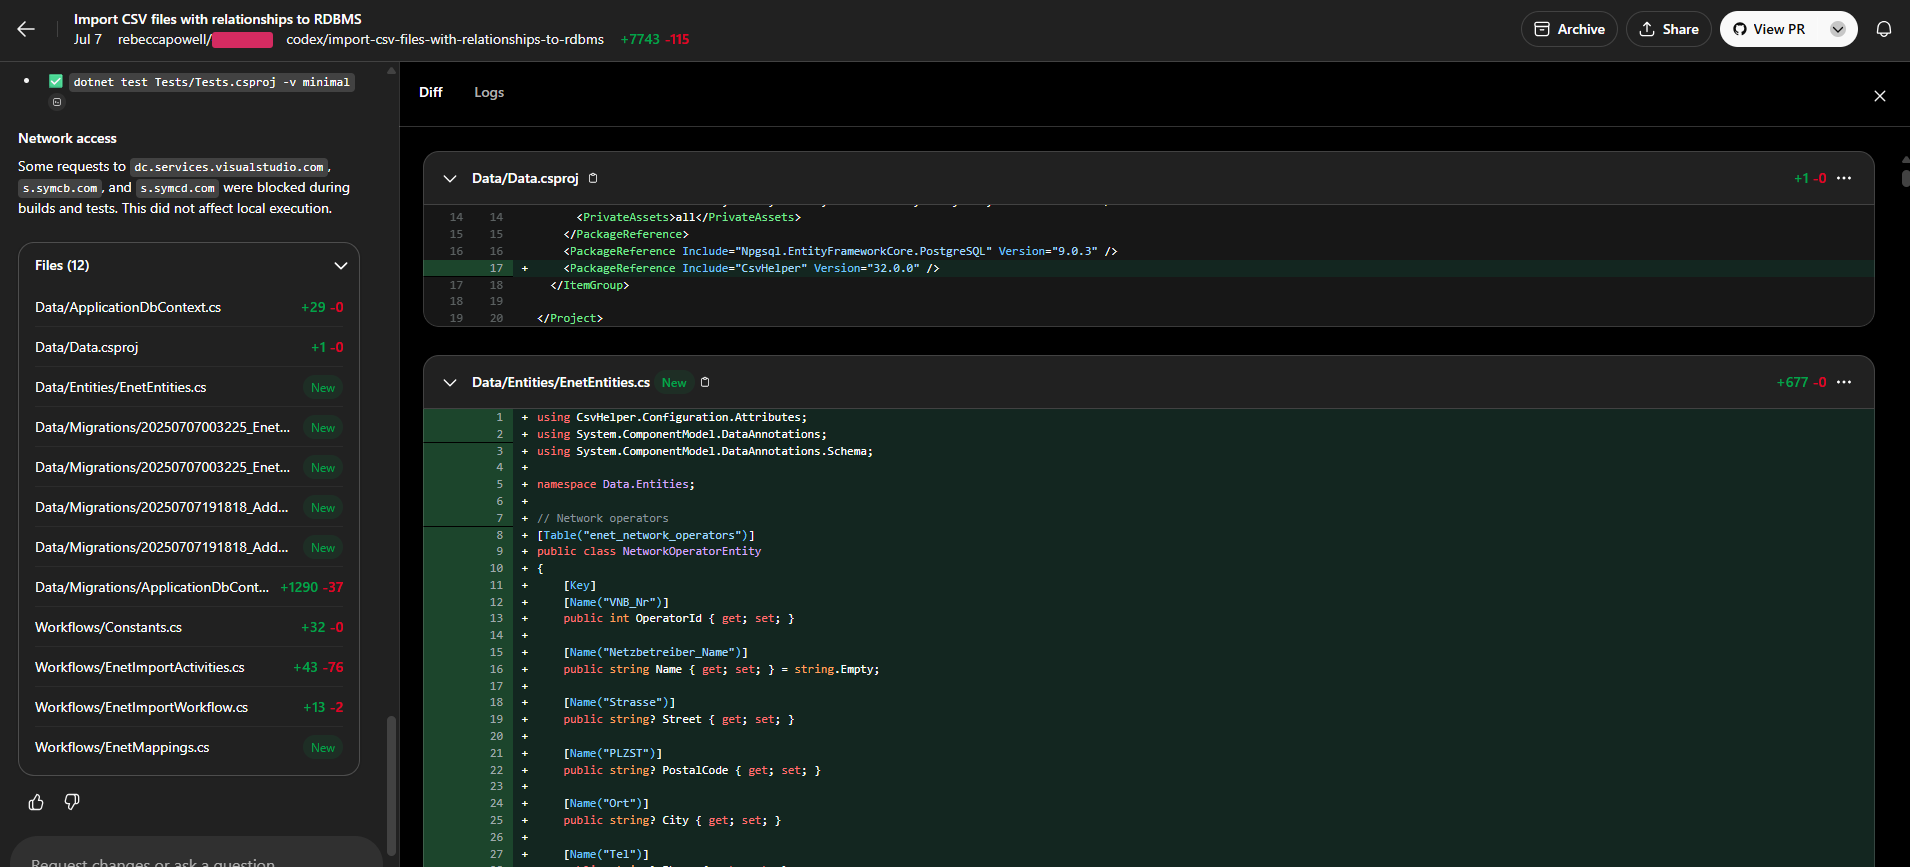 Import CSV files with relationships to RDBMS
Jul 7 rebeccapowell/ codex/import-csv-files-with-relationships-to-rdbms +7743 -115
Archive
Share
View PR
dotnet test Tests/Tests.csproj -v minimal
Network access
Some requests to dc.services.visualstudio.com,
s.symcb.com, and s.symcd.com were blocked during
builds and tests. This did not affect local execution.
Files (12)
Data/ApplicationDbContext.cs +29 -0
Data/Data.csproj +1 -0
Data/Entities/EnetEntities.cs New
Data/Migrations/20250707003225_Enet... New
Data/Migrations/20250707003225_Enet... New
Data/Migrations/20250707191818_Add... New
Data/Migrations/20250707191818_Add... New
Data/Migrations/ApplicationDbCont... +1290 -37
Workflows/Constants.cs +32 -0
Workflows/EnetImportActivities.cs +43 -76
Workflows/EnetImportWorkflow.cs +13 -2
Workflows/EnetMappings.cs New
Request changes or ask a question
Diff Logs
Data/Data.csproj +1 -0
14 14 <PrivateAssets>all</PrivateAssets>
15 15 </PackageReference>
16 16 <PackageReference Include="Npgsql.EntityFrameworkCore.PostgreSQL" Version="9.0.3" />
17 + <PackageReference Include="CsvHelper" Version="32.0.0" />
17 18 </ItemGroup>
18 19
19 20 </Project>
Data/Entities/EnetEntities.cs New +677 -0
1 + using CsvHelper.Configuration.Attributes;
2 + using System.ComponentModel.DataAnnotations;
3 + using System.ComponentModel.DataAnnotations.Schema;
4 +
5 + namespace Data.Entities;
6 +
7 + // Network operators
8 + [Table("enet_network_operators")]
9 + public class NetworkOperatorEntity
10 + {
11 + [Key]
12 + [Name("VNB_Nr")]
13 + public int OperatorId { get; set; }
14 +
15 + [Name("Netzbetreiber_Name")]
16 + public string Name { get; set; } = string.Empty;
17 +
18 + [Name("Strasse")]
19 + public string? Street { get; set; }
20 +
21 + [Name("PLZST")]
22 + public string? PostalCode { get; set; }
23 +
24 + [Name("Ort")]
25 + public string? City { get; set; }
26 +
27 + [Name("Tel")]